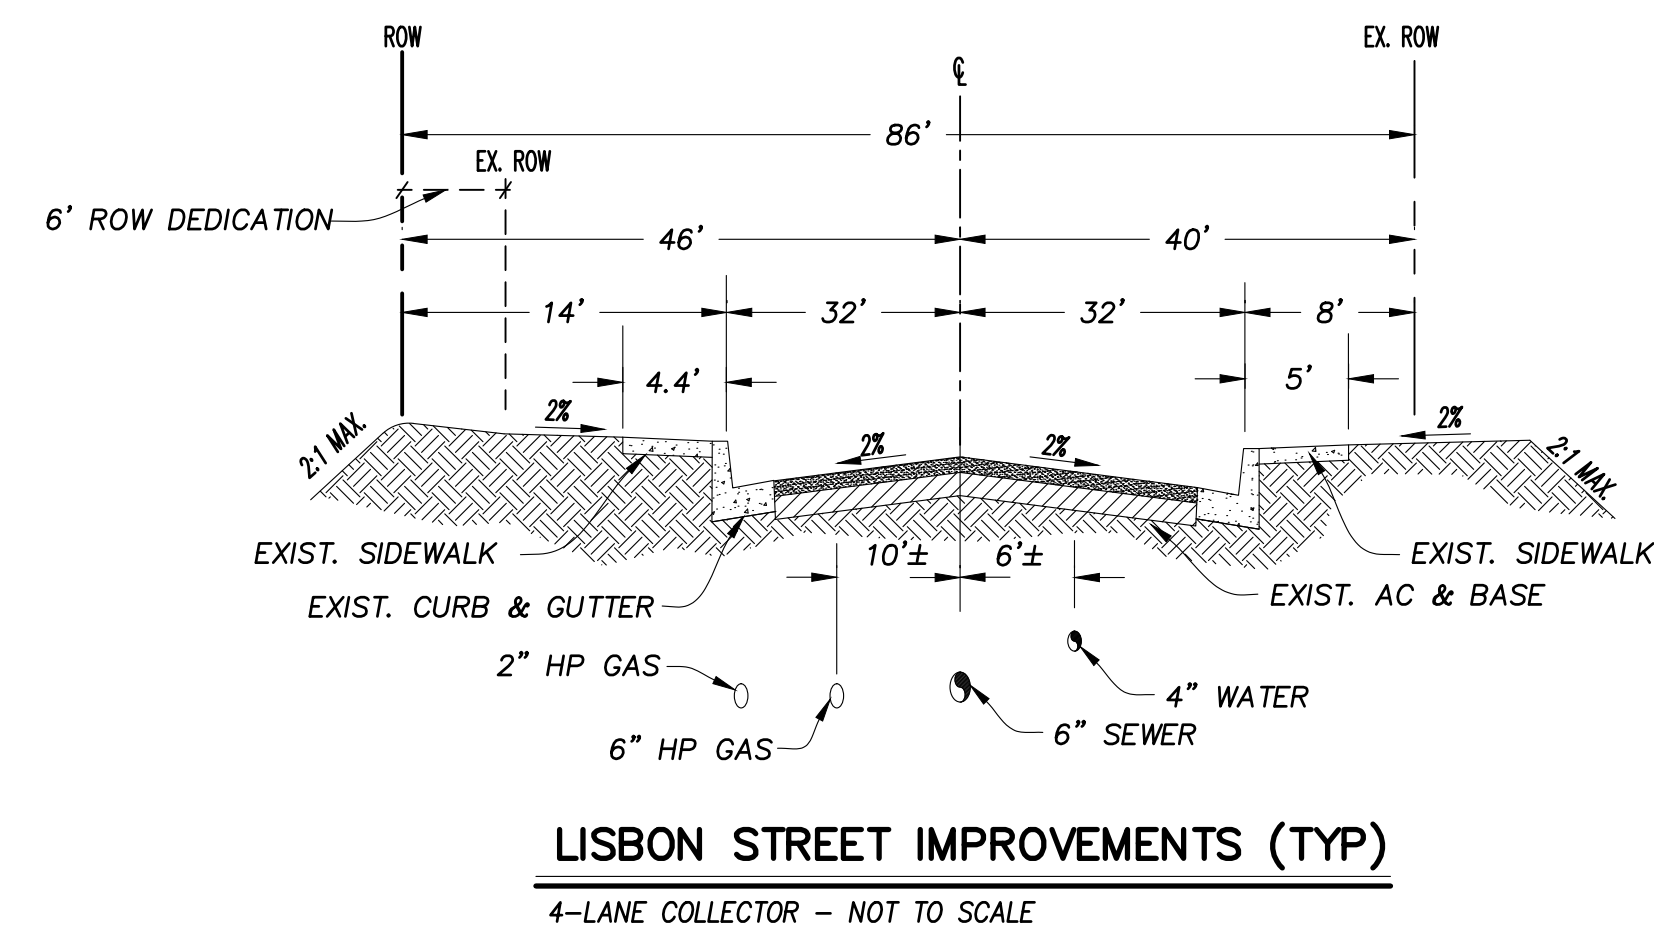 ROW
EX. ROW
℄
86'
EX. ROW
6' ROW DEDICATION
46'
40'
14'
32'
32'
8'
4.4'
5'
2%
2%
2%
2%
2:1 MAX.
2:1 MAX.
EXIST. SIDEWALK
10'±
6'±
EXIST. SIDEWALK
EXIST. CURB & GUTTER
EXIST. AC & BASE
2" HP GAS
4" WATER
6" HP GAS
6" SEWER
LISBON STREET IMPROVEMENTS (TYP)
4-LANE COLLECTOR - NOT TO SCALE